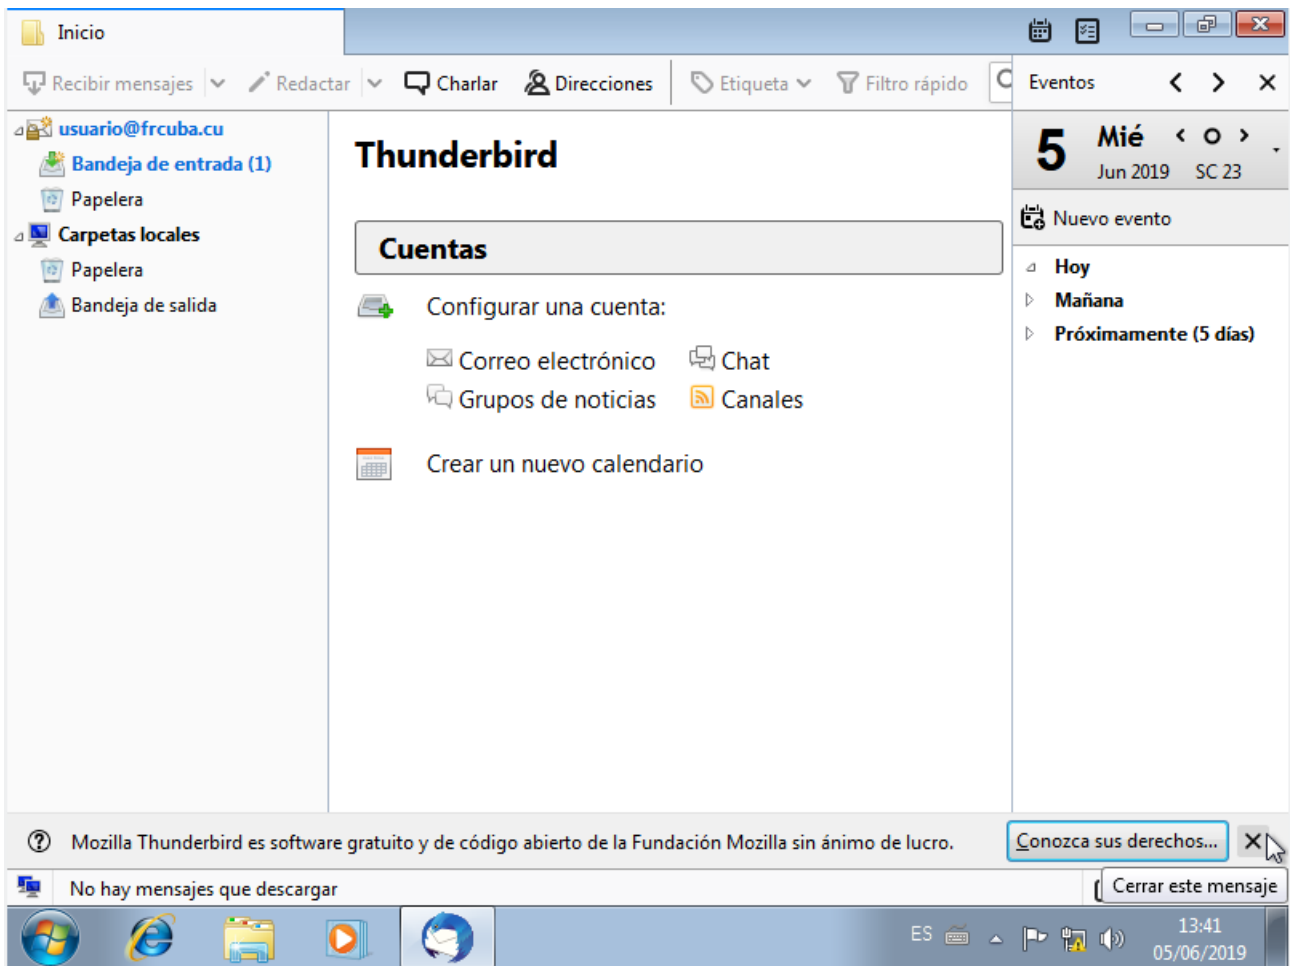 Inicio
Recibir mensajes Redactar Charlar Direcciones Etiqueta Filtro rápido
Eventos
usuario@frcuba.cu
Bandeja de entrada (1)
Papelera
Carpetas locales
Papelera
Bandeja de salida
Thunderbird
Cuentas
Configurar una cuenta:
Correo electrónico Chat
Grupos de noticias Canales
Crear un nuevo calendario
5 Mié
Jun 2019 SC 23
Nuevo evento
Hoy
Mañana
Próximamente (5 días)
Mozilla Thunderbird es software gratuito y de código abierto de la Fundación Mozilla sin ánimo de lucro. Conozca sus derechos...
No hay mensajes que descargar
Cerrar este mensaje
ES 13:41
05/06/2019